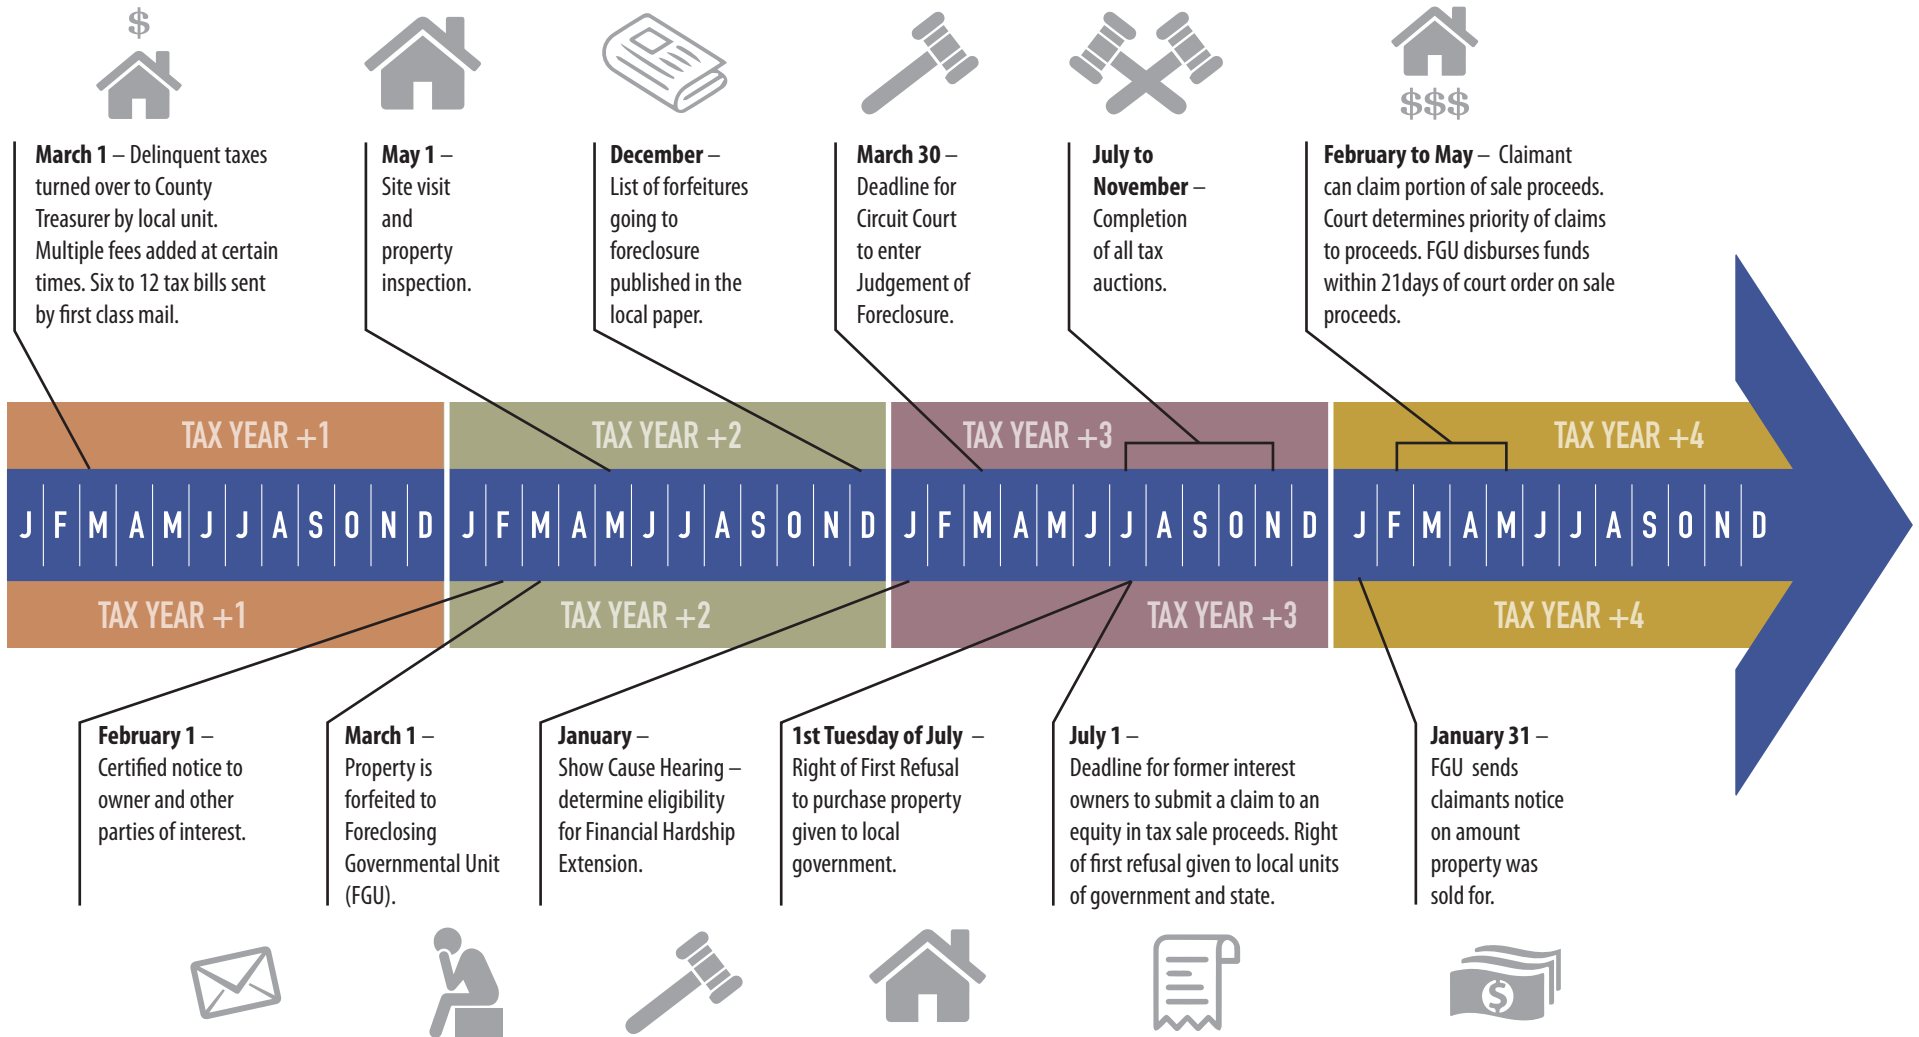 $
$$$
March 1 – Delinquent taxes
turned over to County
Treasurer by local unit.
Multiple fees added at certain
times. Six to 12 tax bills sent
by first class mail.
May 1 –
Site visit
and
property
inspection.
December –
List of forfeitures
going to
foreclosure
published in the
local paper.
March 30 –
Deadline for
Circuit Court
to enter
Judgement of
Foreclosure.
July to
November –
Completion
of all tax
auctions.
February to May – Claimant
can claim portion of sale proceeds.
Court determines priority of claims
to proceeds. FGU disburses funds
within 21days of court order on sale
proceeds.
TAX YEAR +1
TAX YEAR +2
TAX YEAR +3
TAX YEAR +4
J F M A M J J A S O N D
J F M A M J J A S O N D
J F M A M J J A S O N D
J F M A M J J A S O N D
TAX YEAR +1
TAX YEAR +2
TAX YEAR +3
TAX YEAR +4
February 1 –
Certified notice to
owner and other
parties of interest.
March 1 –
Property is
forfeited to
Foreclosing
Governmental Unit
(FGU).
January –
Show Cause Hearing –
determine eligibility
for Financial Hardship
Extension.
1st Tuesday of July –
Right of First Refusal
to purchase property
given to local
government.
July 1 –
Deadline for former interest
owners to submit a claim to an
equity in tax sale proceeds. Right
of first refusal given to local units
of government and state.
January 31 –
FGU sends
claimants notice
on amount
property was
sold for.
$